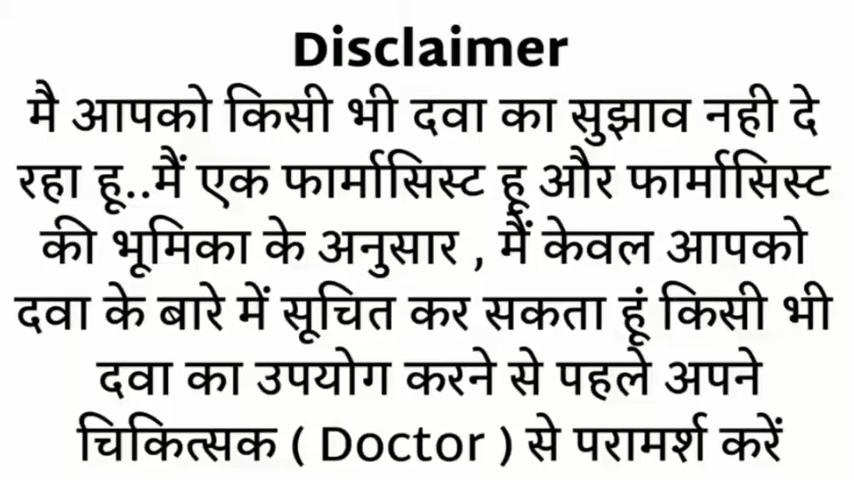 Disclaimer
मै आपको किसी भी दवा का सुझाव नही दे
रहा हू..मैं एक फार्मासिस्ट हू और फार्मासिस्ट
की भूमिका के अनुसार , मैं केवल आपको
दवा के बारे में सूचित कर सकता हूं किसी भी
दवा का उपयोग करने से पहले अपने
चिकित्सक ( Doctor ) से परामर्श करें